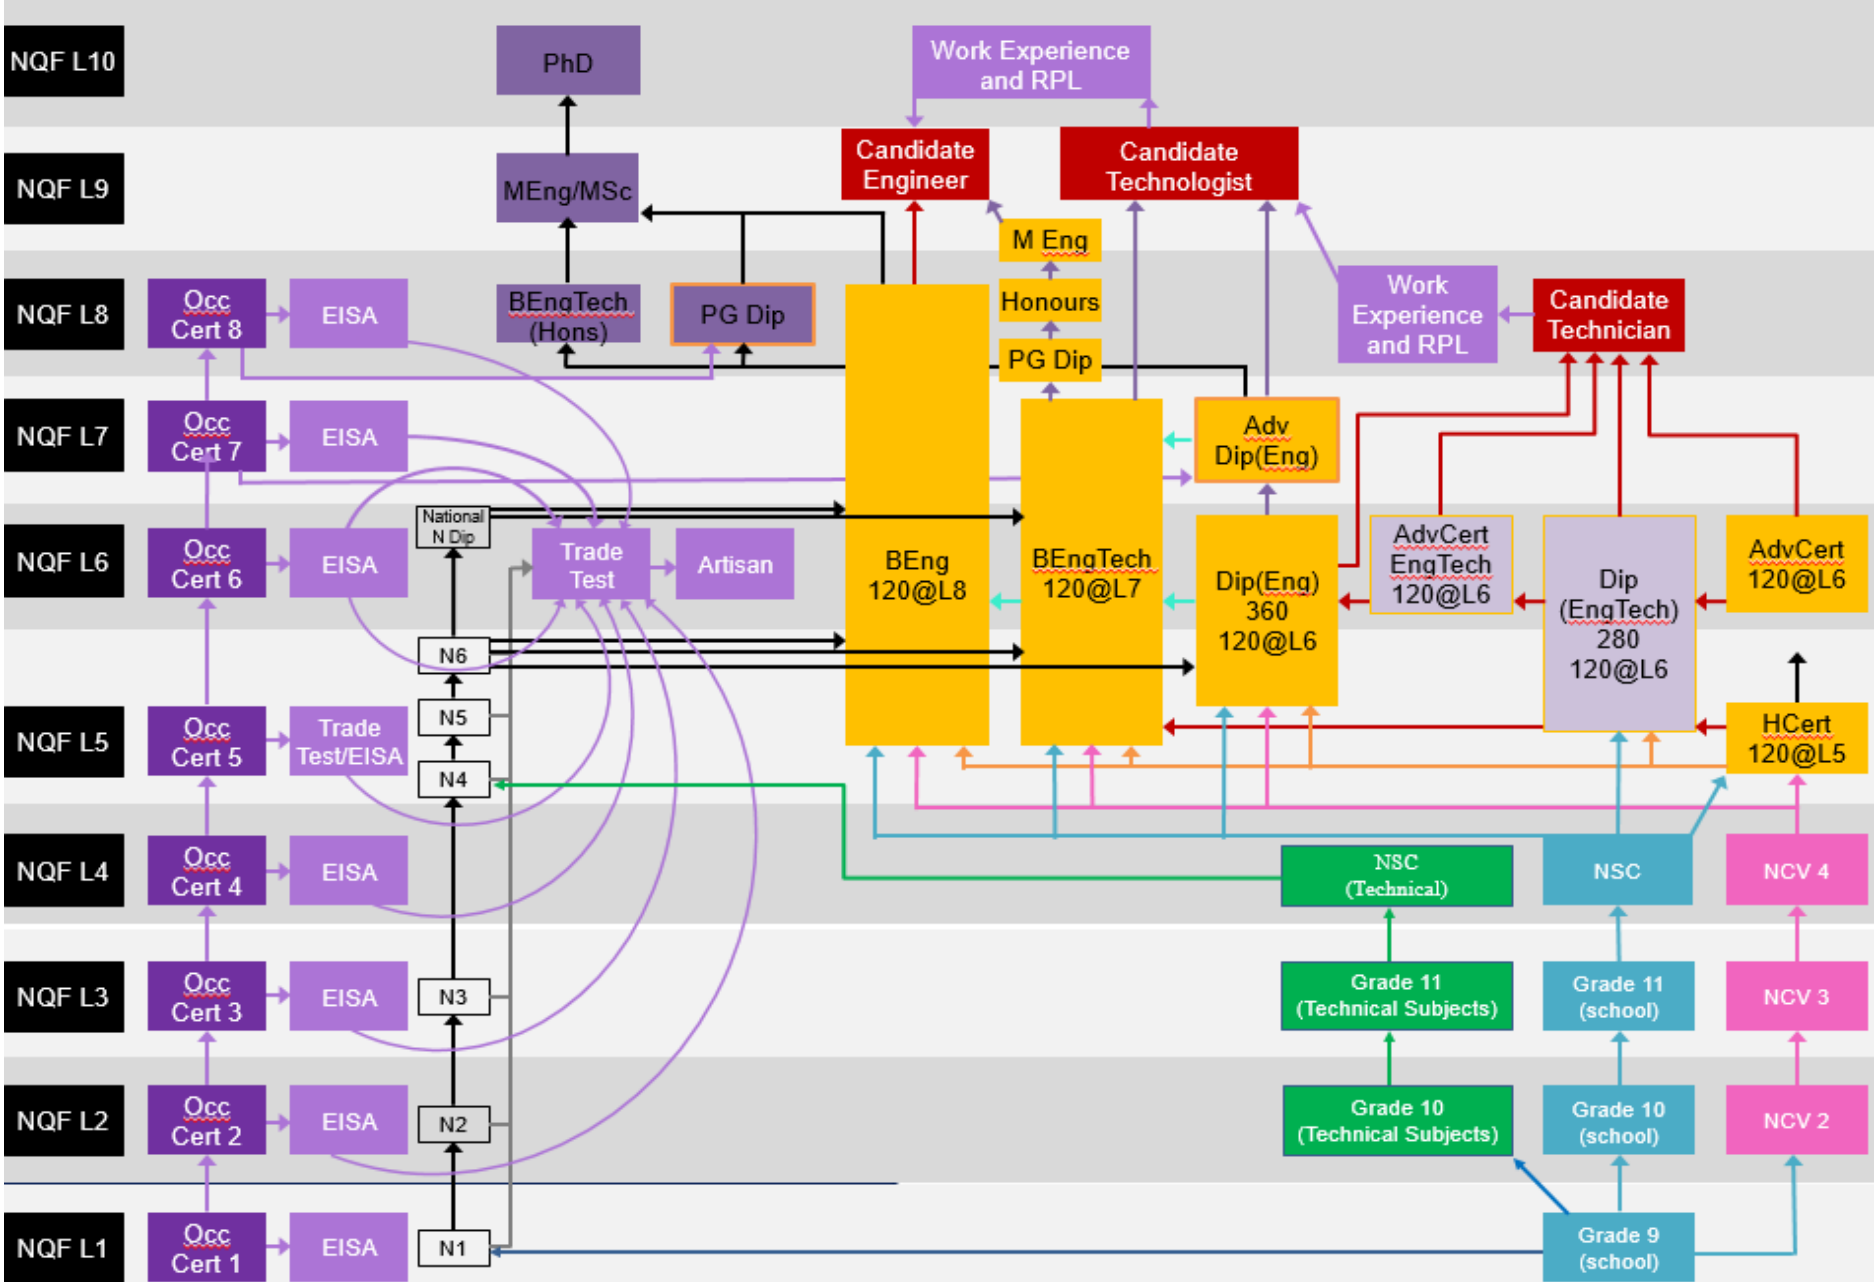 NQF L10
PhD
Work Experience
and RPL
NQF L9
MEng/MSc
Candidate
Engineer
Candidate
Technologist
M Eng
NQF L8
Occ
Cert 8
EISA
BEngTech
(Hons)
PG Dip
Honours
PG Dip
Work
Experience
and RPL
Candidate
Technician
NQF L7
Occ
Cert 7
EISA
Adv
Dip(Eng)
NQF L6
Occ
Cert 6
EISA
National
N Dip
Trade
Test
Artisan
BEng
120@L8
BEngTech
120@L7
Dip(Eng)
360
120@L6
AdvCert
EngTech
120@L6
Dip
(EngTech)
280
120@L6
AdvCert
120@L6
N6
NQF L5
Occ
Cert 5
Trade
Test/EISA
N5
N4
HCert
120@L5
NQF L4
Occ
Cert 4
EISA
NSC
(Technical)
NSC
NCV 4
NQF L3
Occ
Cert 3
EISA
N3
Grade 11
(Technical Subjects)
Grade 11
(school)
NCV 3
NQF L2
Occ
Cert 2
EISA
N2
Grade 10
(Technical Subjects)
Grade 10
(school)
NCV 2
NQF L1
Occ
Cert 1
EISA
N1
Grade 9
(school)